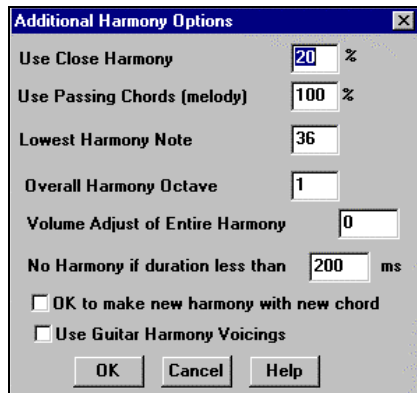 Additional Harmony Options
Use Close Harmony 20 %
Use Passing Chords (melody) 100 %
Lowest Harmony Note 36
Overall Harmony Octave 1
Volume Adjust of Entire Harmony 0
No Harmony if duration less than 200 ms
OK to make new harmony with new chord
Use Guitar Harmony Voicings
OK Cancel Help